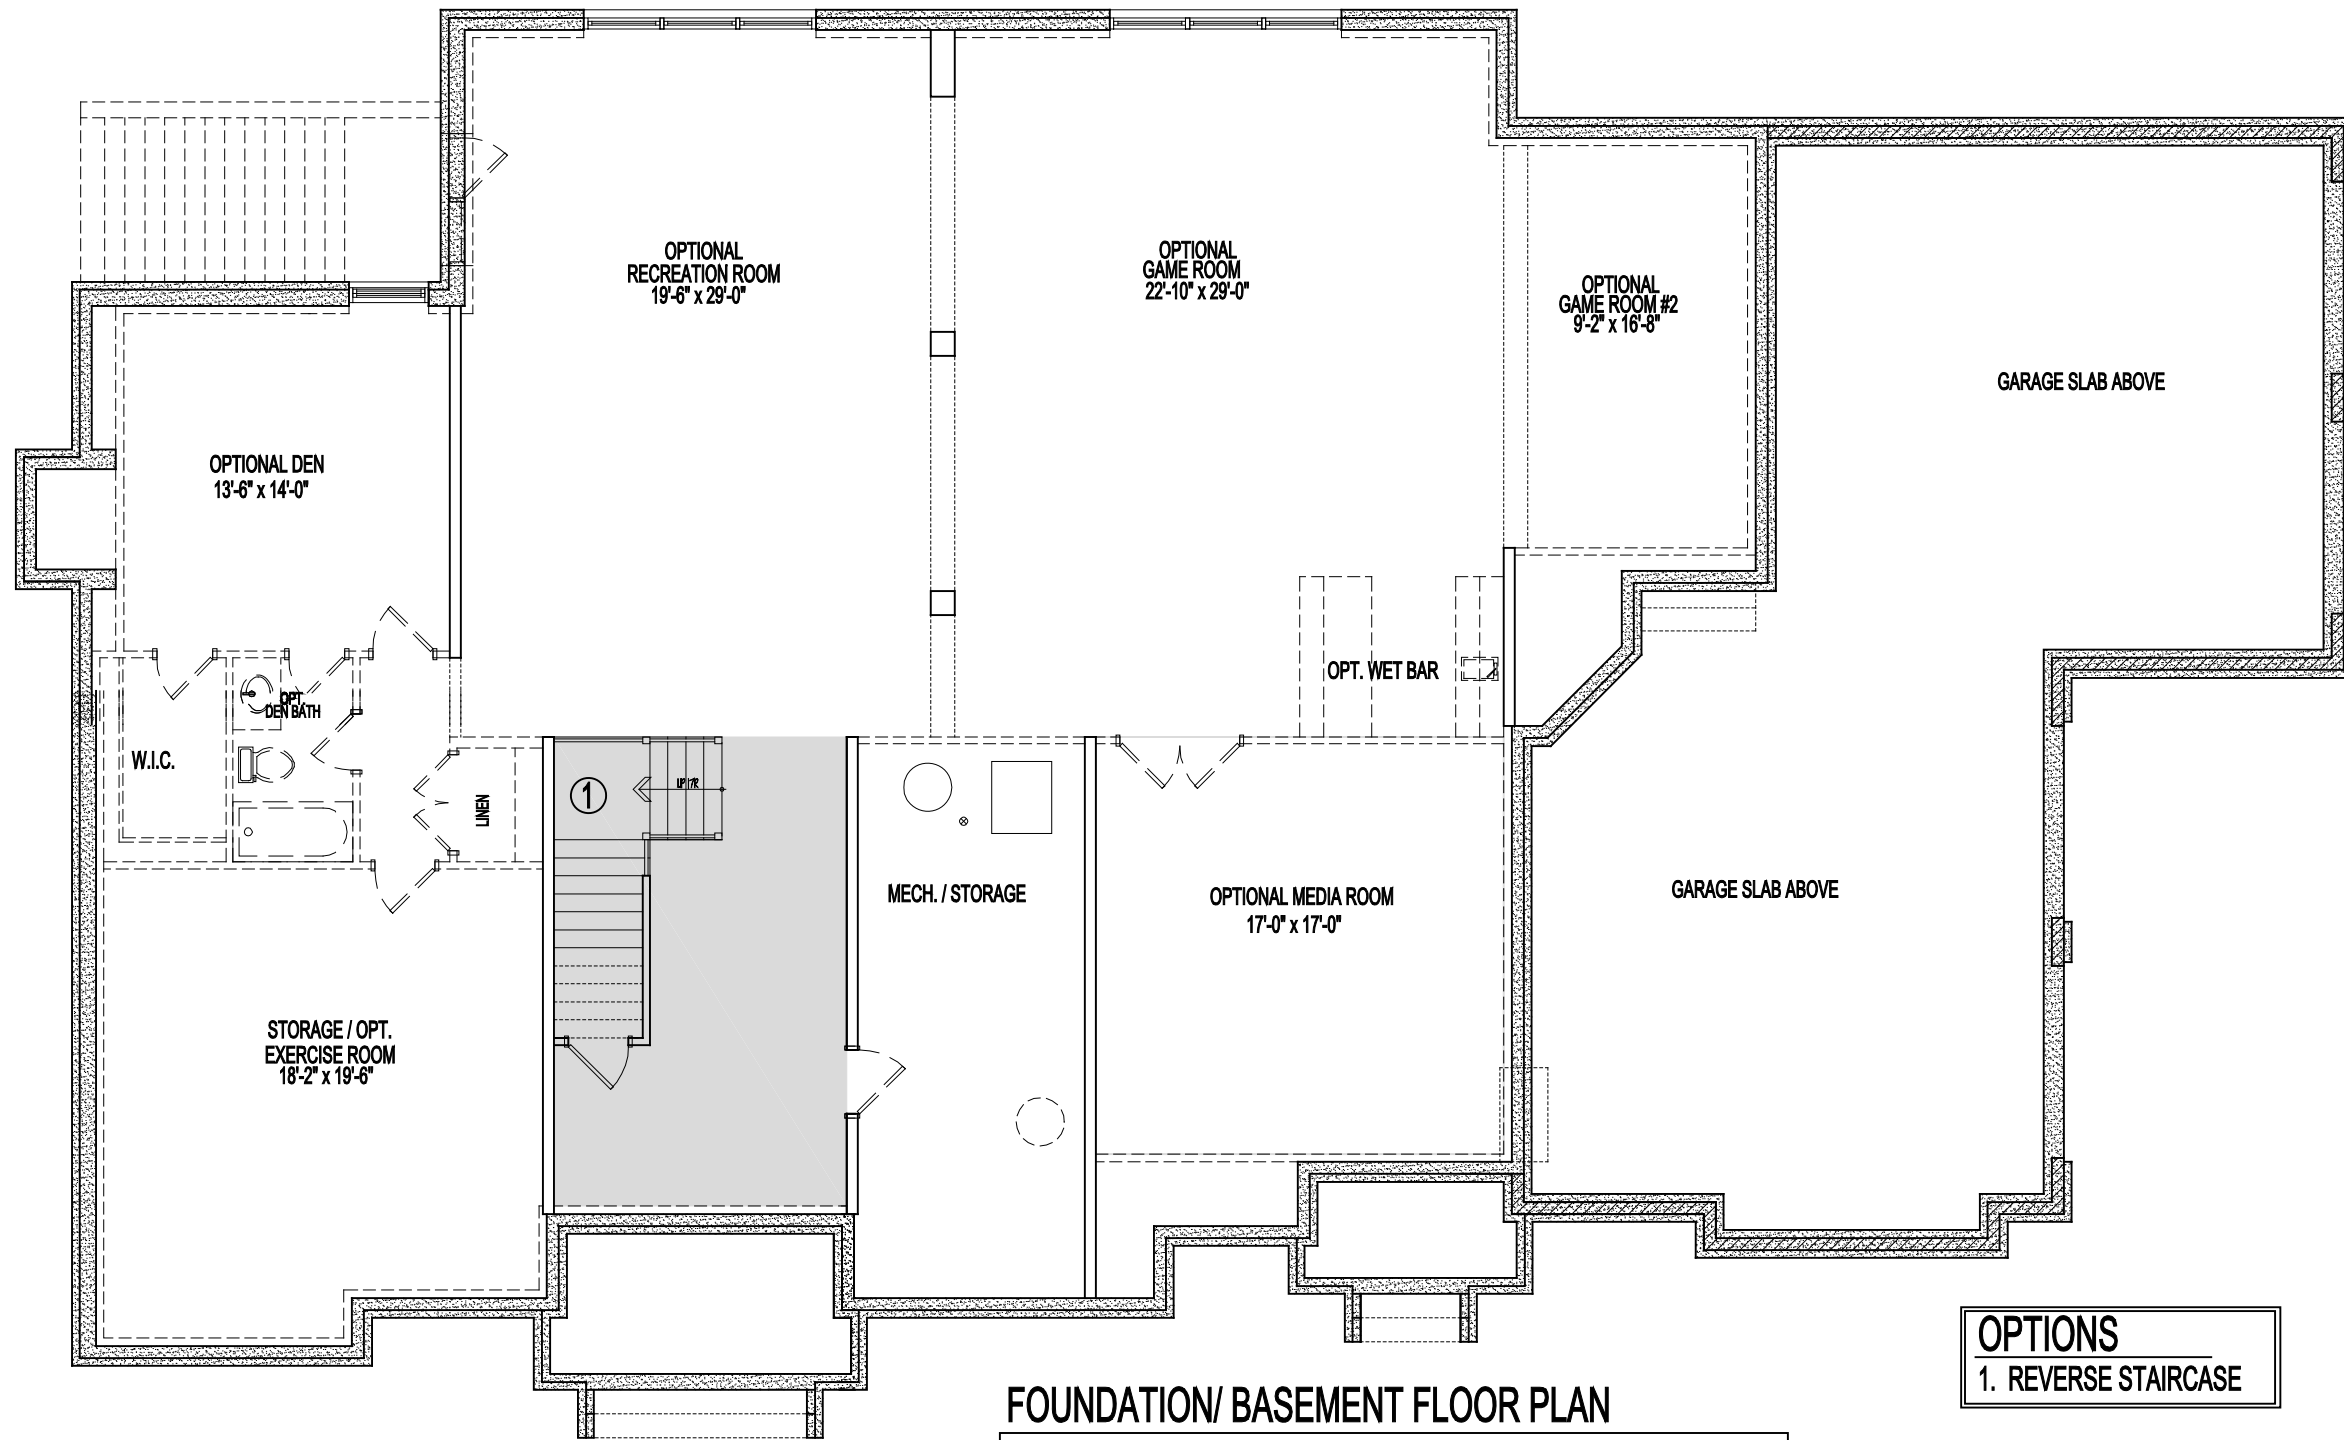 OPTIONAL
RECREATION ROOM
19'-6" x 29'-0"
OPTIONAL
GAME ROOM
22'-10" x 29'-0"
OPTIONAL
GAME ROOM #2
9'-2" x 16'-8"
GARAGE SLAB ABOVE
OPTIONAL DEN
13'-6" x 14'-0"
OPT. WET BAR
OPT.
DEN BATH
W.I.C.
LINEN
1
UP 17R
MECH. / STORAGE
OPTIONAL MEDIA ROOM
17'-0" x 17'-0"
GARAGE SLAB ABOVE
STORAGE / OPT.
EXERCISE ROOM
18'-2" x 19'-6"
OPTIONS
1. REVERSE STAIRCASE
FOUNDATION/ BASEMENT FLOOR PLAN